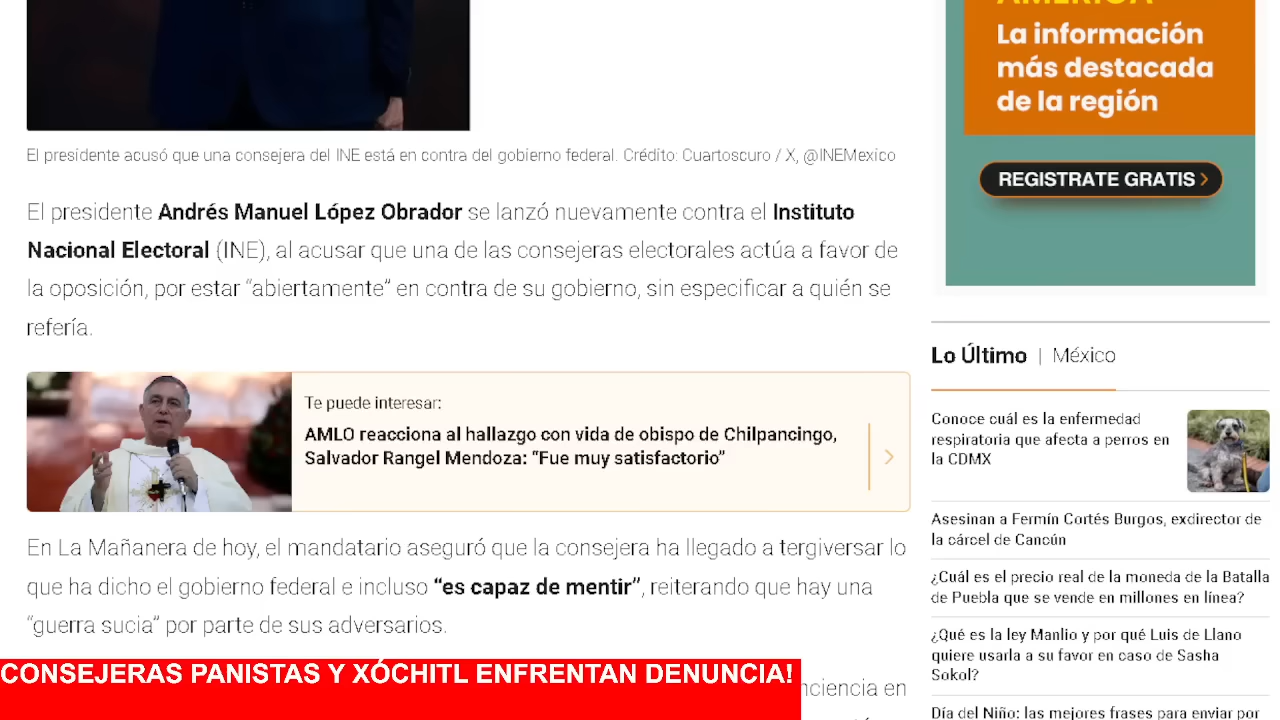 AMÉRICA
La información
más destacada
de la región
REGISTRATE GRATIS
El presidente acusó que una consejera del INE está en contra del gobierno federal. Crédito: Cuartoscuro / X, @INEMexico
El presidente Andrés Manuel López Obrador se lanzó nuevamente contra el Instituto
Nacional Electoral (INE), al acusar que una de las consejeras electorales actúa a favor de
la oposición, por estar “abiertamente” en contra de su gobierno, sin especificar a quién se
refería.
Te puede interesar:
AMLO reacciona al hallazgo con vida de obispo de Chilpancingo,
Salvador Rangel Mendoza: “Fue muy satisfactorio”
En La Mañanera de hoy, el mandatario aseguró que la consejera ha llegado a tergiversar lo
que ha dicho el gobierno federal e incluso “es capaz de mentir”, reiterando que hay una
“guerra sucia” por parte de sus adversarios.
en
CONSEJERAS PANISTAS Y XÓCHITL ENFRENTAN DENUNCIA!
Lo Último | México
Conoce cuál es la enfermedad
respiratoria que afecta a perros en
la CDMX
Asesinan a Fermín Cortés Burgos, exdirector de
la cárcel de Cancún
¿Cuál es el precio real de la moneda de la Batalla
de Puebla que se vende en millones en línea?
¿Qué es la ley Manlio y por qué Luis de Llano
quiere usarla a su favor en caso de Sasha
Sokol?
Día del Niño: las mejores frases para enviar por